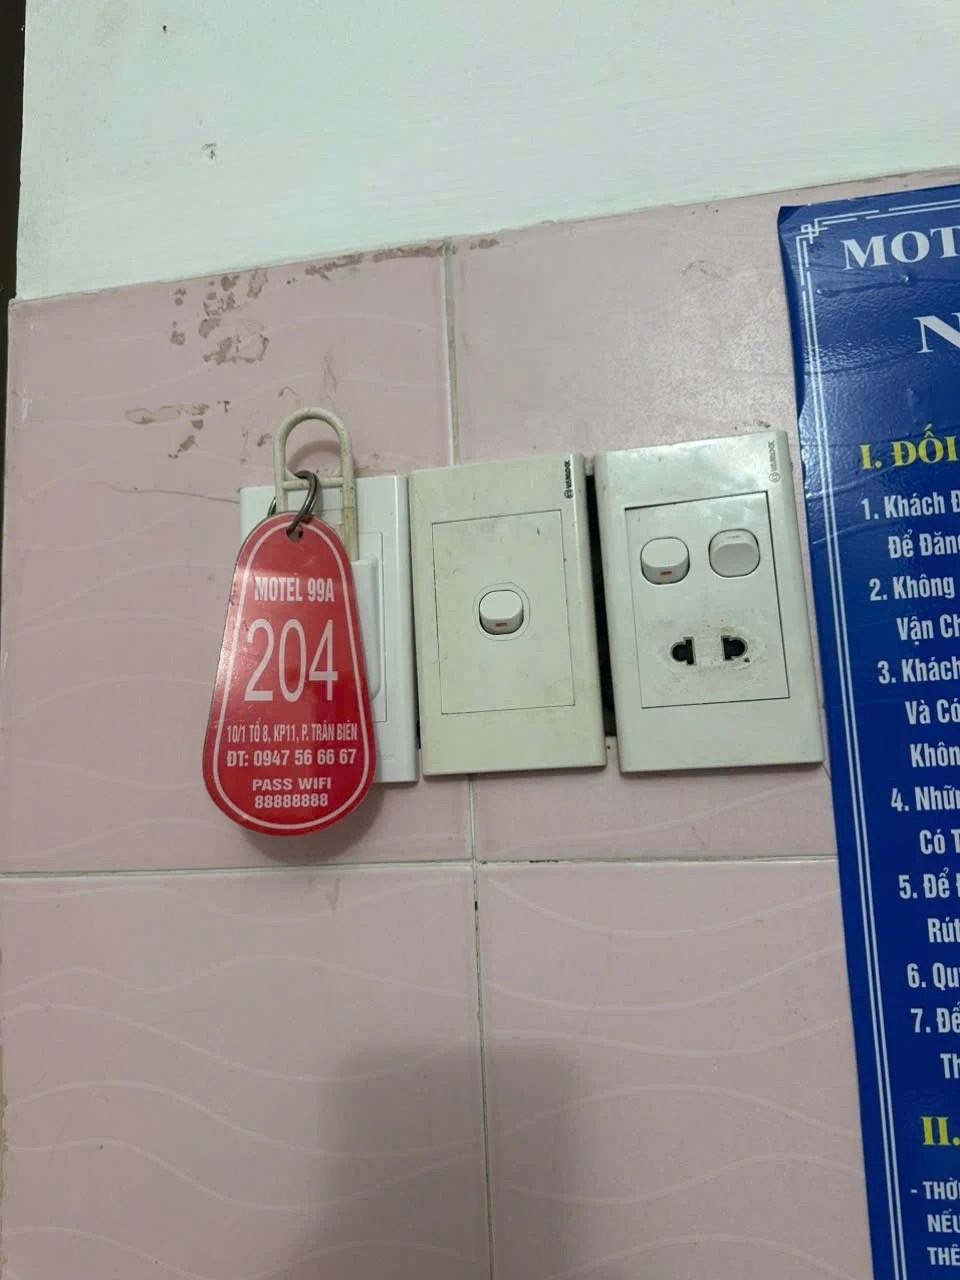 MOTEL 99A
204
10/1 TỔ 8, KP11, P. TRẤN BIÊN
ĐT: 0947 56 66 67
PASS WIFI
88888888
MOT
N
I. ĐỐI
1. Khách Đ
Để Đăng
2. Không
Vận Ch
3. Khách
Và Có
Khôn
4. Nhữn
Có T
5. Để
Rút
6. Qu
7. Để
Th
II.
- THỜI
NẾU
THÊ